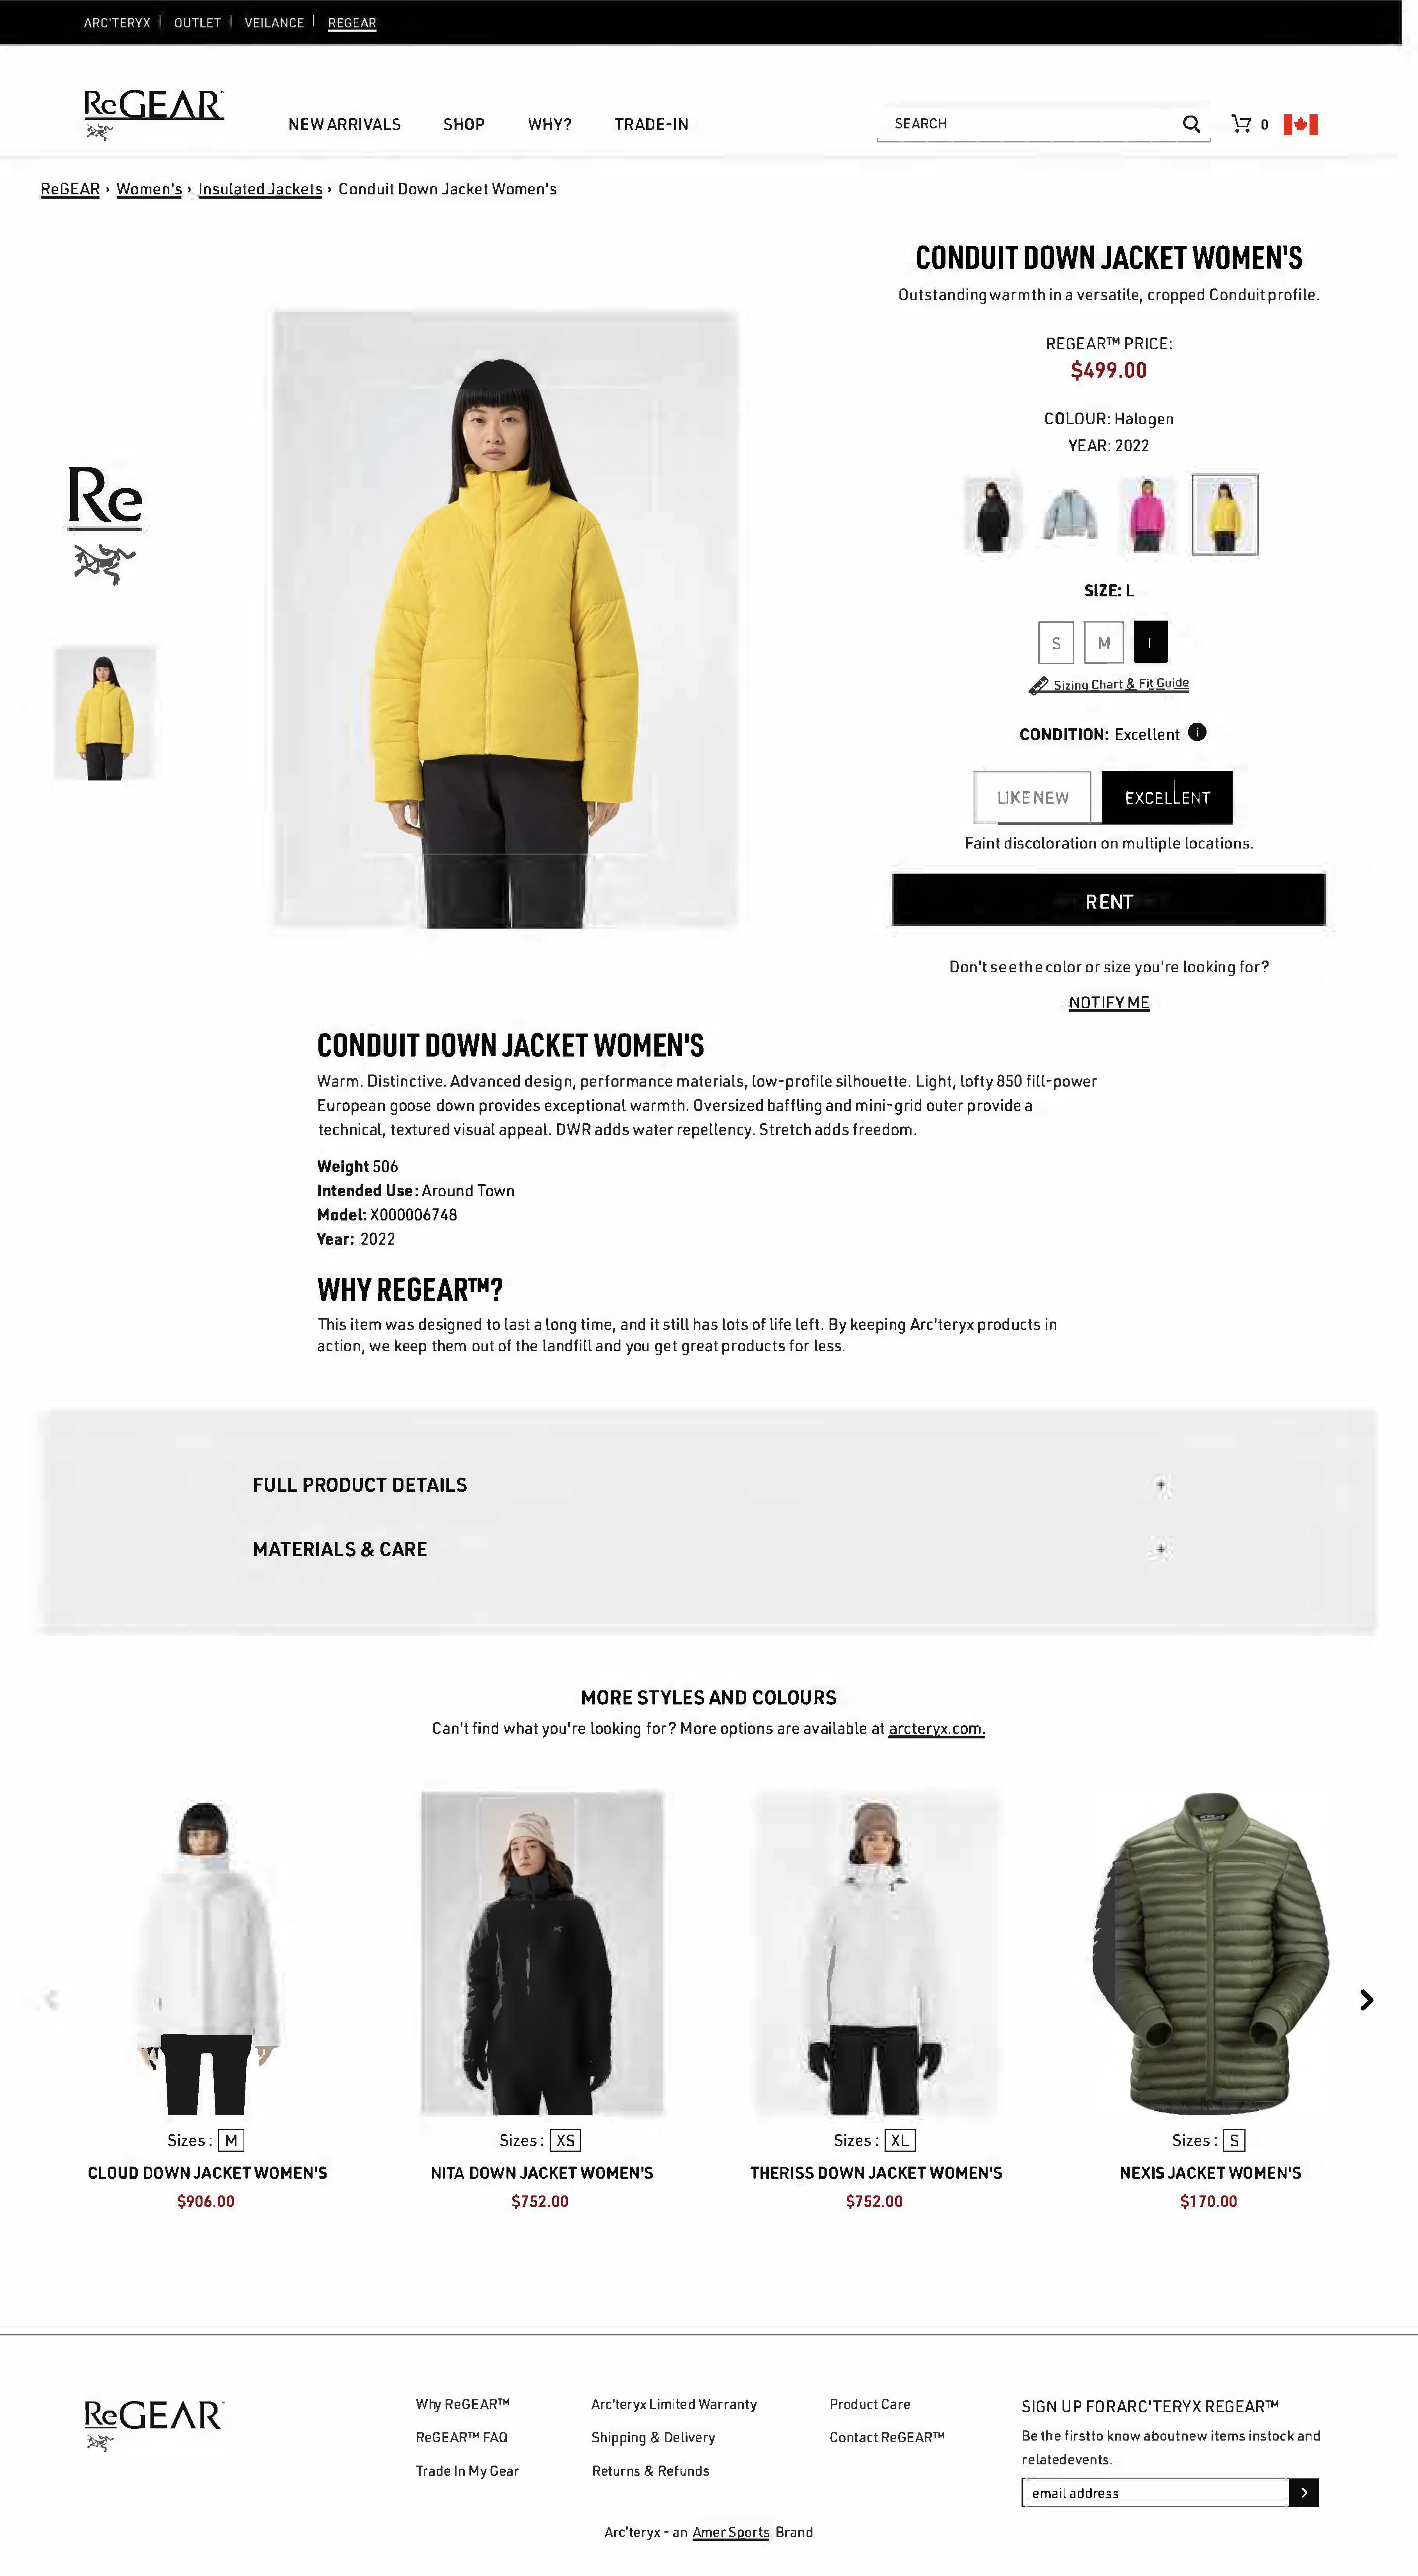 ARC'TERYX | OUTLET | VEILANCE | REGEAR
ReGEAR
NEW ARRIVALS SHOP WHY? TRADE-IN
SEARCH
0
ReGEAR › Women's › Insulated Jackets › Conduit Down Jacket Women's
CONDUIT DOWN JACKET WOMEN'S
Outstanding warmth in a versatile, cropped Conduit profile.
REGEAR™ PRICE:
$499.00
COLOUR: Halogen
YEAR: 2022
Re
SIZE: L
S M l
Sizing Chart & Fit Guide
CONDITION: Excellent i
LIKE NEW EXCELLENT
Faint discoloration on multiple locations.
RENT
Don't see the color or size you're looking for?
NOTIFY ME
CONDUIT DOWN JACKET WOMEN'S
Warm. Distinctive. Advanced design, performance materials, low-profile silhouette. Light, lofty 850 fill-power
European goose down provides exceptional warmth. Oversized baffling and mini-grid outer provide a
technical, textured visual appeal. DWR adds water repellency. Stretch adds freedom.
Weight 506
Intended Use: Around Town
Model: X000006748
Year: 2022
WHY REGEAR™?
This item was designed to last a long time, and it still has lots of life left. By keeping Arc'teryx products in
action, we keep them out of the landfill and you get great products for less.
FULL PRODUCT DETAILS +
MATERIALS & CARE +
MORE STYLES AND COLOURS
Can't find what you're looking for? More options are available at arcteryx.com.
Sizes : M
CLOUD DOWN JACKET WOMEN'S
$906.00
Sizes : XS
NITA DOWN JACKET WOMEN'S
$752.00
Sizes : XL
THERISS DOWN JACKET WOMEN'S
$752.00
Sizes : S
NEXIS JACKET WOMEN'S
$170.00
ReGEAR
Why ReGEAR™
ReGEAR™ FAQ
Trade In My Gear
Arc'teryx Limited Warranty
Shipping & Delivery
Returns & Refunds
Product Care
Contact ReGEAR™
SIGN UP FOR ARC'TERYX REGEAR™
Be the first to know about new items in stock and
related events.
email address
Arc'teryx - an Amer Sports Brand